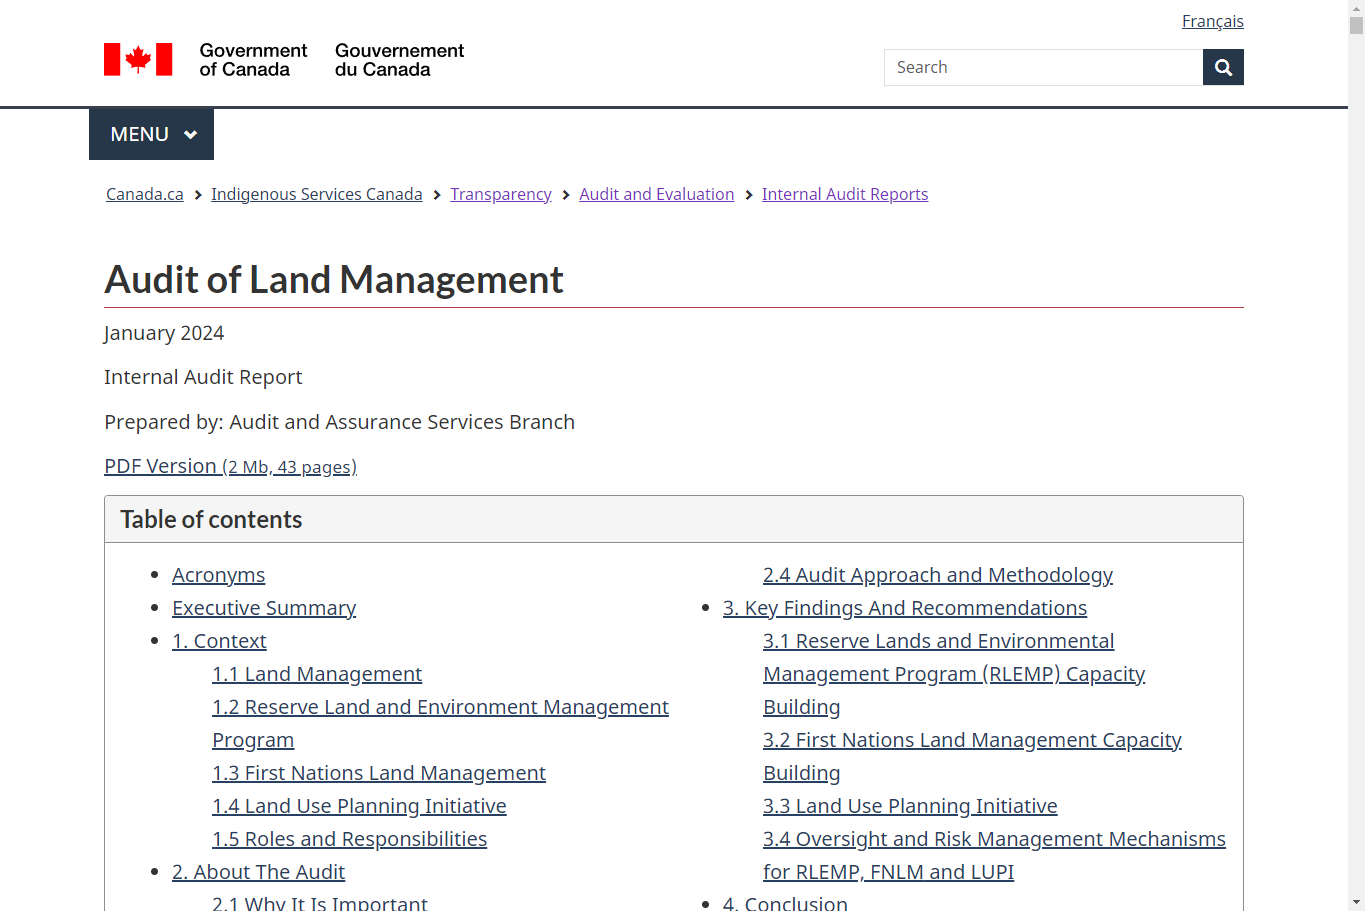 Français
Government of Canada
Gouvernement du Canada
Search
MENU
Canada.ca > Indigenous Services Canada > Transparency > Audit and Evaluation > Internal Audit Reports
Audit of Land Management
January 2024
Internal Audit Report
Prepared by: Audit and Assurance Services Branch
PDF Version (2 Mb, 43 pages)
Table of contents
• Acronyms
• Executive Summary
• 1. Context
1.1 Land Management
1.2 Reserve Land and Environment Management
Program
1.3 First Nations Land Management
1.4 Land Use Planning Initiative
1.5 Roles and Responsibilities
• 2. About The Audit
2.1 Why It Is Important
2.4 Audit Approach and Methodology
• 3. Key Findings And Recommendations
3.1 Reserve Lands and Environmental
Management Program (RLEMP) Capacity
Building
3.2 First Nations Land Management Capacity
Building
3.3 Land Use Planning Initiative
3.4 Oversight and Risk Management Mechanisms
for RLEMP, FNLM and LUPI
• 4. Conclusion